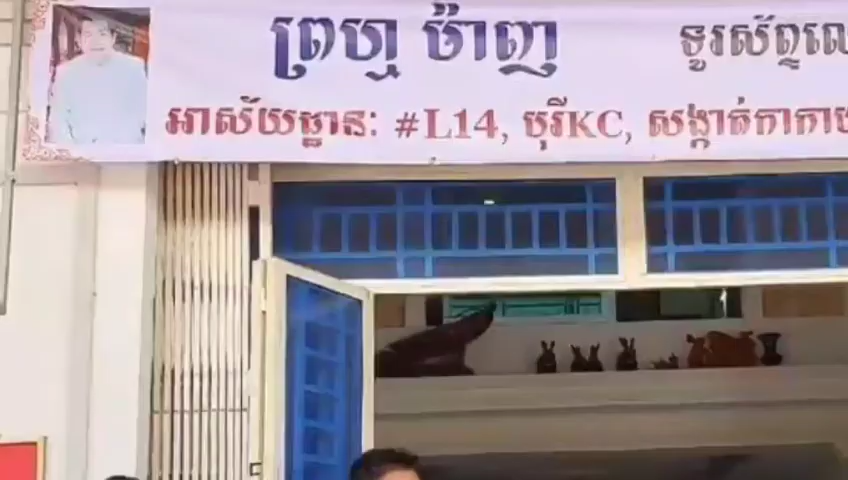 ព្រហ្ម ម៉ាញ ទូរស័ព្ទលេ
អាស័យដ្ឋានៈ #L14, បុរីKC, សង្កាត់កាកាប